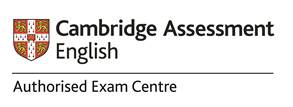 Cambridge Assessment
English
Authorised Exam Centre